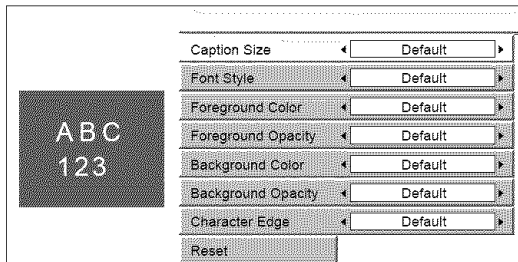 Caption Size Default
Font Style Default
Foreground Color Default
ABC
123
Foreground Opacity Default
Background Color Default
Background Opacity Default
Character Edge Default
Reset